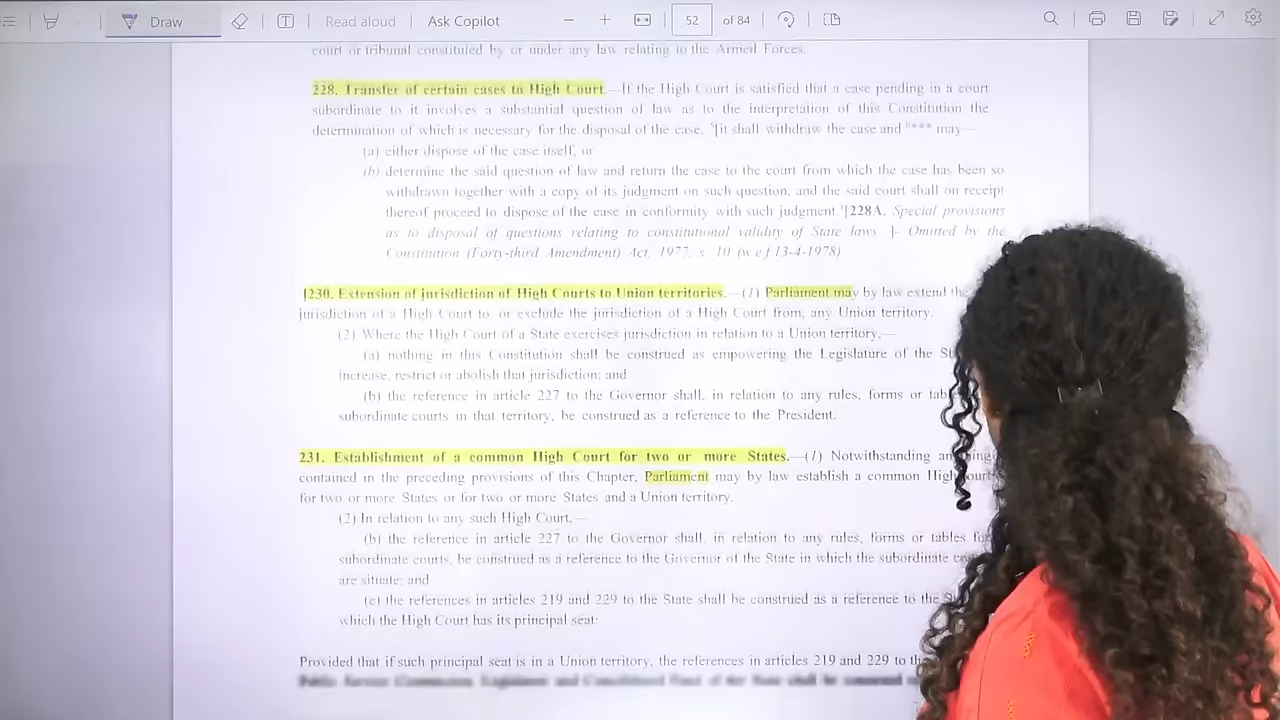 Draw
Read aloud
Ask Copilot
52 of 84
court or tribunal constituted by or under any law relating to the Armed Forces.
228. Transfer of certain cases to High Court.—If the High Court is satisfied that a case pending in a court
subordinate to it involves a substantial question of law as to the interpretation of this Constitution the
determination of which is necessary for the disposal of the case, [it shall withdraw the case and *** may—
(a) either dispose of the case itself, or
(b) determine the said question of law and return the case to the court from which the case has been so
withdrawn together with a copy of its judgment on such question, and the said court shall on receipt
thereof proceed to dispose of the case in conformity with such judgment.[228A. Special provisions
as to disposal of questions relating to constitutional validity of State laws ]- Omitted by the
Constitution (Forty-third Amendment) Act, 1977, s 10 (w e f.13-4-1978).
[230. Extension of jurisdiction of High Courts to Union territories.—(1) Parliament may by law extend the
jurisdiction of a High Court to, or exclude the jurisdiction of a High Court from, any Union territory.
(2) Where the High Court of a State exercises jurisdiction in relation to a Union territory,—
(a) nothing in this Constitution shall be construed as empowering the Legislature of the
increase, restrict or abolish that jurisdiction; and
(b) the reference in article 227 to the Governor shall, in relation to any rules, forms or
subordinate courts in that territory, be construed as a reference to the President.
231. Establishment of a common High Court for two or more States.—(1) Notwithstanding
contained in the preceding provisions of this Chapter, Parliament may by law establish a common High
for two or more States or for two or more States and a Union territory.
(2) In relation to any such High Court,—
(b) the reference in article 227 to the Governor shall, in relation to any rules, forms or tables
subordinate courts, be construed as a reference to the Governor of the State in which the subordinate
are situate; and
(c) the references in articles 219 and 229 to the State shall be construed as a reference to the
which the High Court has its principal seat:
Provided that if such principal seat is in a Union territory, the references in articles 219 and 229 to